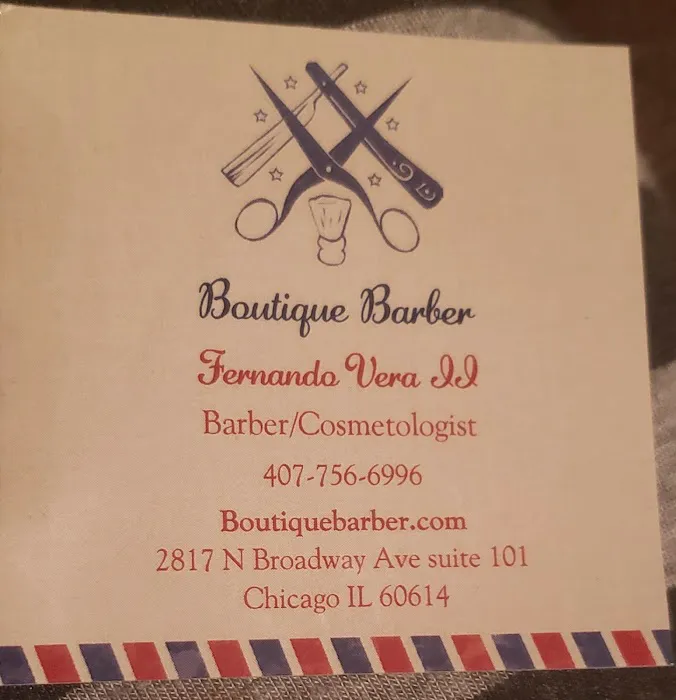 Boutique Barber
Fernando Vera II
Barber/Cosmetologist
407-756-6996
Boutiquebarber.com
2817 N Broadway Ave suite 101
Chicago IL 60614